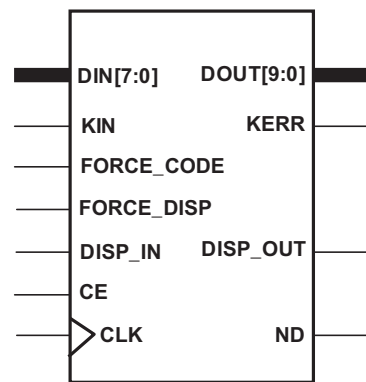 DIN[7:0] DOUT[9:0]
KIN KERR
FORCE_CODE
FORCE_DISP
DISP_IN DISP_OUT
CE
CLK ND